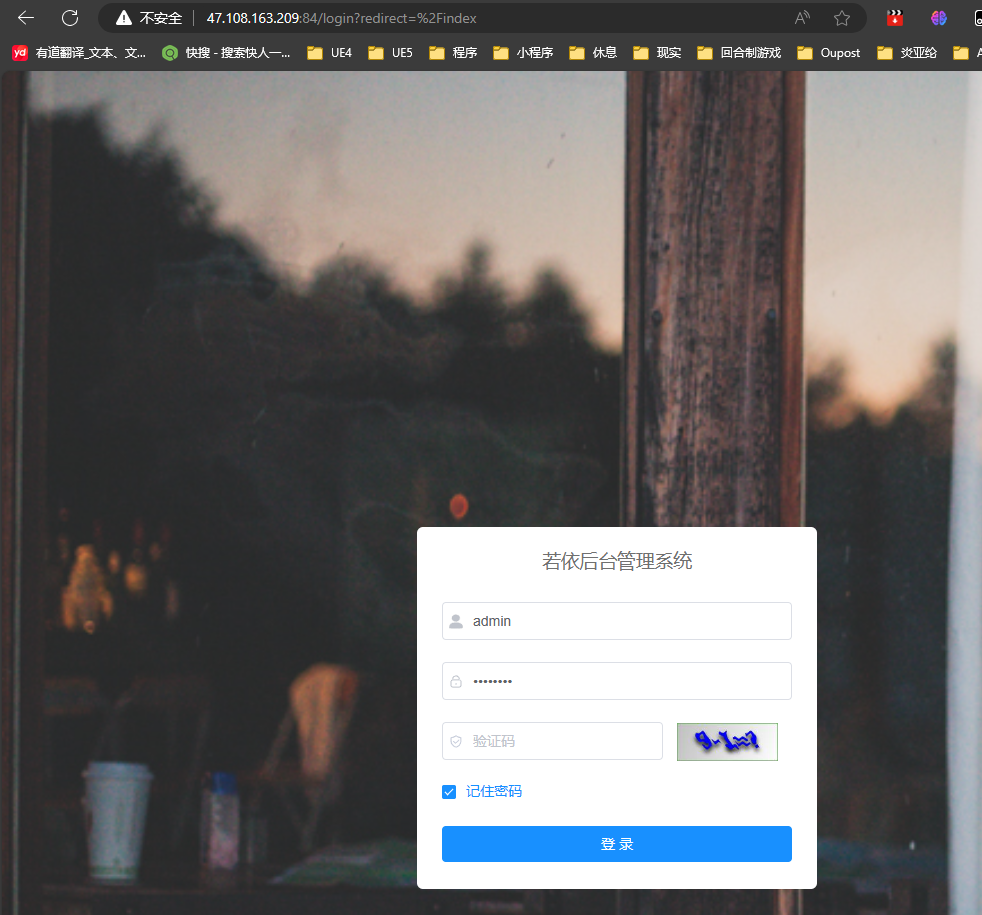 不安全 47.108.163.209:84/login?redirect=%2Findex
有道翻译_文本、文... 快搜 - 搜索快人一... UE4 UE5 程序 小程序 休息 现实 回合制游戏 Oupost 炎亚纶
若依后台管理系统
admin
••••••••
验证码
记住密码
登 录